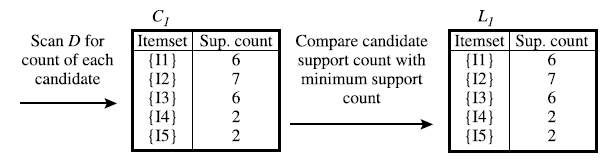 C1
L1
Scan D for
count of each
candidate
Itemset Sup. count
{I1} 6
{I2} 7
{I3} 6
{I4} 2
{I5} 2
Compare candidate
support count with
minimum support
count
Itemset Sup. count
{I1} 6
{I2} 7
{I3} 6
{I4} 2
{I5} 2